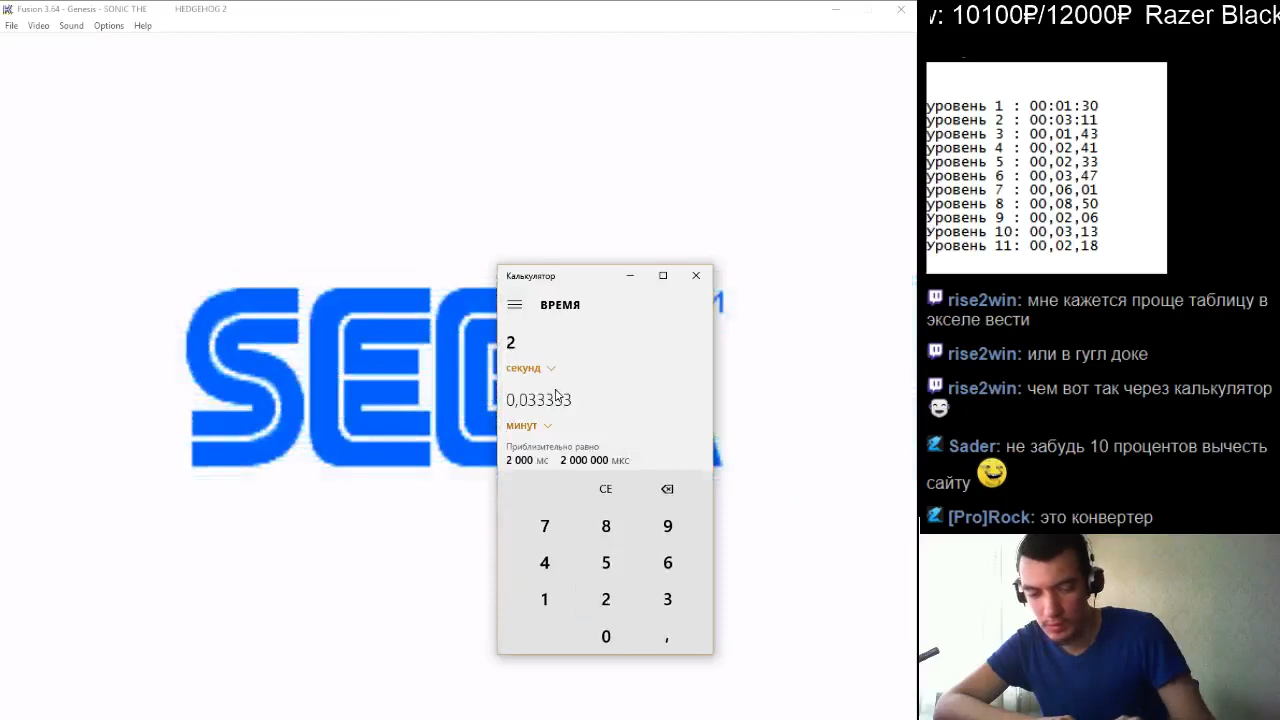 Fusion 3.64 - Genesis - SONIC THE HEDGEHOG 2
File Video Sound Options Help
: 10100₽/12000₽ Razer Black
уровень 1 : 00:01:30
уровень 2 : 00:03:11
уровень 3 : 00,01,43
уровень 4 : 00,02,41
уровень 5 : 00,02,33
уровень 6 : 00,03,47
уровень 7 : 00,06,01
уровень 8 : 00,08,50
Уровень 9 : 00,02,06
Уровень 10: 00,03,13
Уровень 11: 00,02,18
SEGA
Калькулятор
ВРЕМЯ
2
секунд
0,033333
минут
Приблизительно равно:
2 000 мс 2 000 000 мкс
CE
7 8 9
4 5 6
1 2 3
0 ,
rise2win: мне кажется проще таблицу в
экселе вести
rise2win: или в гугл доке
rise2win: чем вот так через калькулятор
Sader: не забудь 10 процентов вычесть
сайту
[Pro]Rock: это конвертер